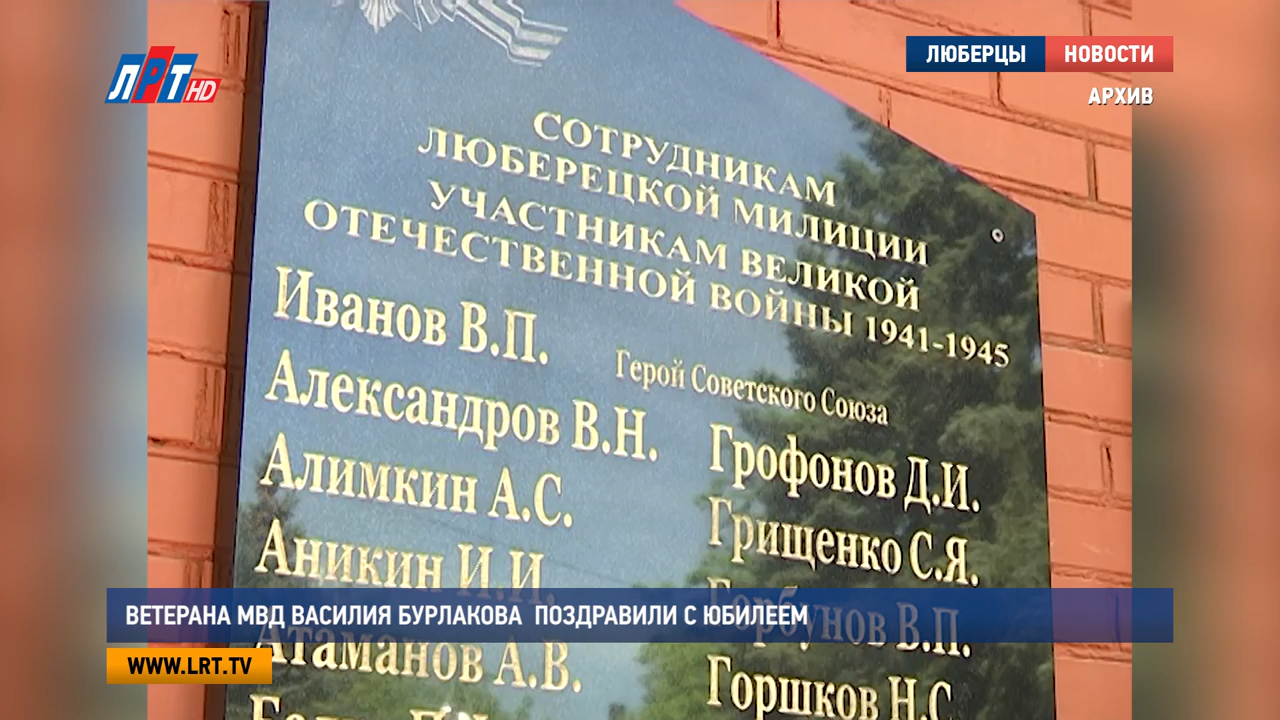 ЛРТ HD
ЛЮБЕРЦЫ НОВОСТИ
АРХИВ
СОТРУДНИКАМ
ЛЮБЕРЕЦКОЙ МИЛИЦИИ
УЧАСТНИКАМ ВЕЛИКОЙ
ОТЕЧЕСТВЕННОЙ ВОЙНЫ 1941-1945
Иванов В.П.
Герой Советского Союза
Александров В.Н.
Алимкин А.С.
Аникин И.И.
Атаманов А.В.
Грофонов Д.И.
Грищенко С.Я.
Горбунов В.П.
Горшков Н.С.
ВЕТЕРАНА МВД ВАСИЛИЯ БУРЛАКОВА ПОЗДРАВИЛИ С ЮБИЛЕЕМ
WWW.LRT.TV